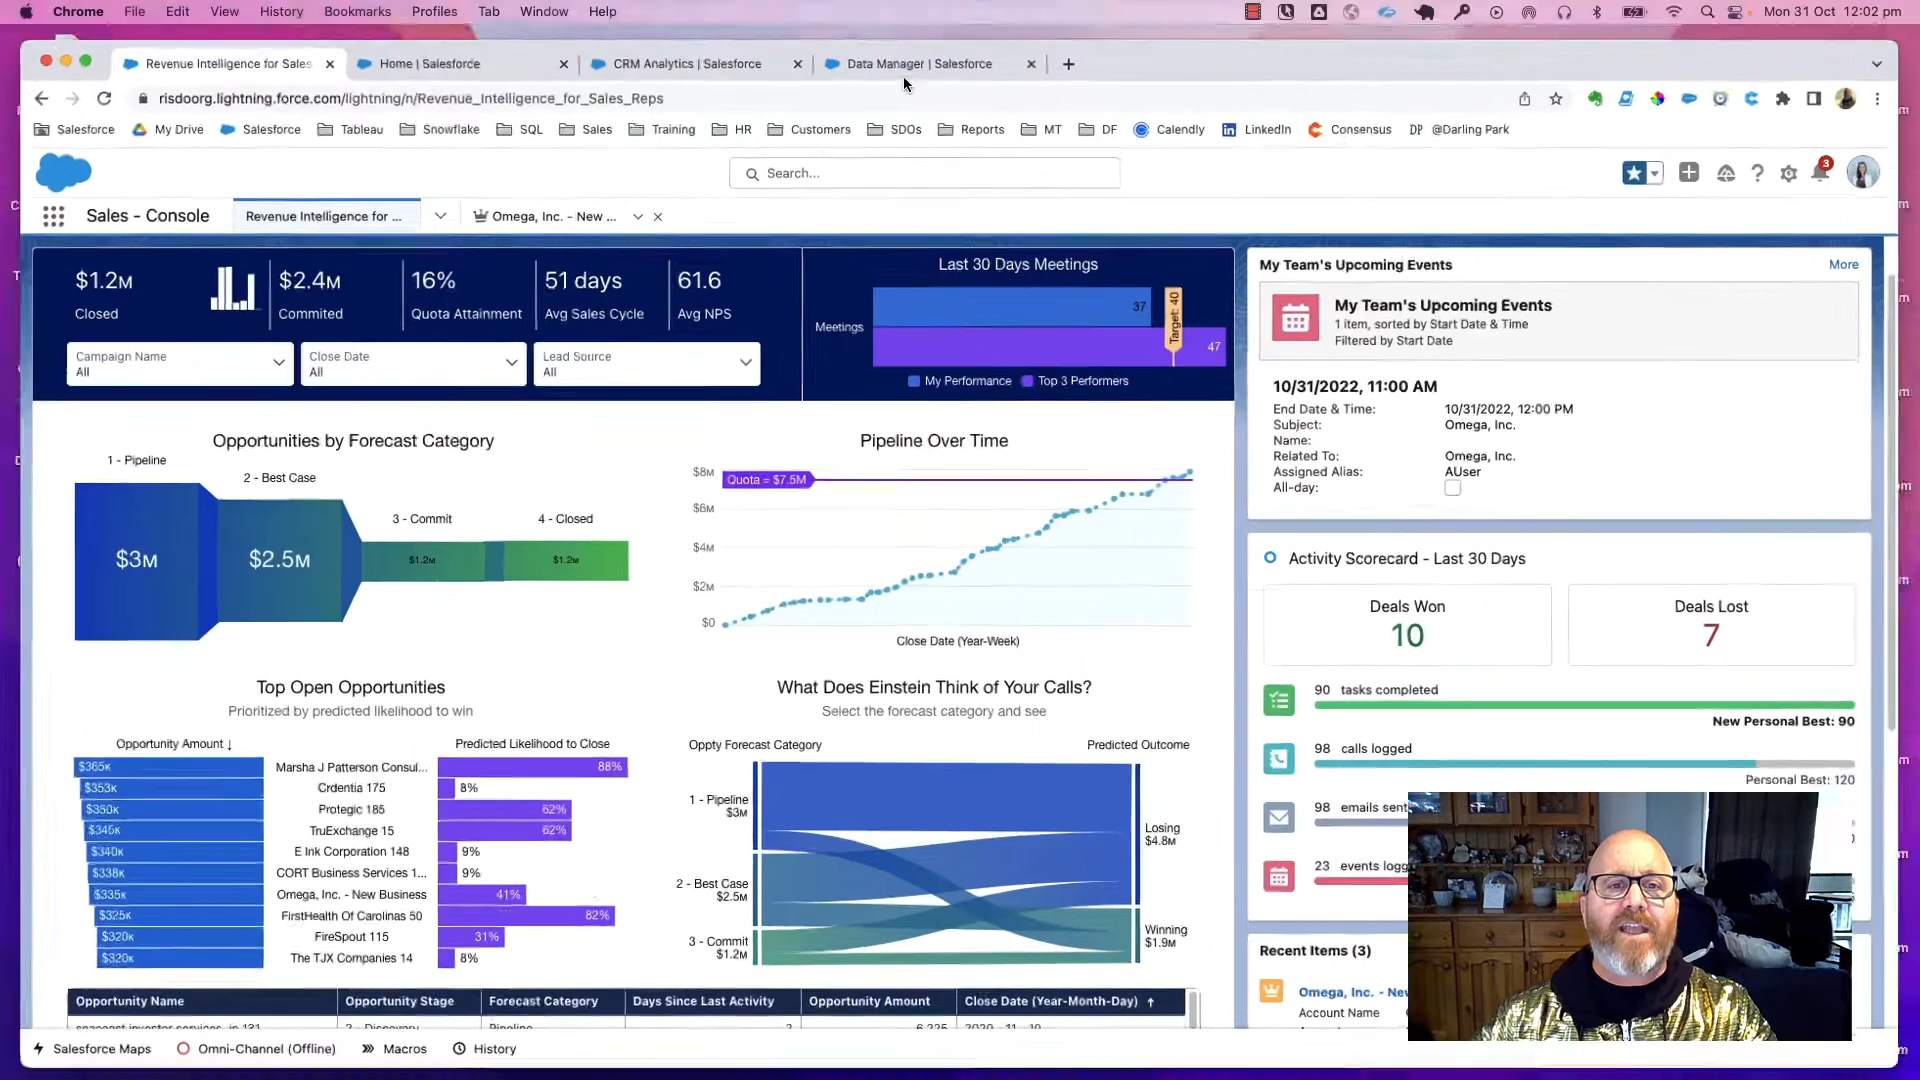 Chrome File Edit View History Bookmarks Profiles Tab Window Help
Mon 31 Oct 12:02 pm
Revenue Intelligence for Sales
Home | Salesforce
CRM Analytics | Salesforce
Data Manager | Salesforce
risdoorg.lightning.force.com/lightning/n/Revenue_Intelligence_for_Sales_Reps
Salesforce My Drive Salesforce Tableau Snowflake SQL Sales Training HR Customers SDOs Reports MT DF Calendly LinkedIn Consensus DP @Darling Park
Search...
3
Sales - Console
Revenue Intelligence for ...
Omega, Inc. - New ...
$1.2M
Closed
$2.4M
Commited
16%
Quota Attainment
51 days
Avg Sales Cycle
61.6
Avg NPS
Campaign Name
All
Close Date
All
Lead Source
All
Last 30 Days Meetings
Meetings
37
47
Target: 40
My Performance Top 3 Performers
Opportunities by Forecast Category
1 - Pipeline
2 - Best Case
3 - Commit
4 - Closed
$3M
$2.5M
$1.2M
$1.2M
Pipeline Over Time
$8M
Quota = $7.5M
$6M
$4M
$2M
$0
Close Date (Year-Week)
Top Open Opportunities
Prioritized by predicted likelihood to win
Opportunity Amount ↓
Predicted Likelihood to Close
$365K Marsha J Patterson Consul... 88%
$353K Crdentia 175 8%
$350K Protegic 185 62%
$345K TruExchange 15 62%
$340K E Ink Corporation 148 9%
$338K CORT Business Services 1... 9%
$335K Omega, Inc. - New Business 41%
$325K FirstHealth Of Carolinas 50 82%
$320K FireSpout 115 31%
$320K The TJX Companies 14 8%
What Does Einstein Think of Your Calls?
Select the forecast category and see
Oppty Forecast Category
Predicted Outcome
1 - Pipeline
$3M
2 - Best Case
$2.5M
3 - Commit
$1.2M
Losing
$4.8M
Winning
$1.9M
Opportunity Name Opportunity Stage Forecast Category Days Since Last Activity Opportunity Amount Close Date (Year-Month-Day) ↑
My Team's Upcoming Events
More
My Team's Upcoming Events
1 item, sorted by Start Date & Time
Filtered by Start Date
10/31/2022, 11:00 AM
End Date & Time: 10/31/2022, 12:00 PM
Subject: Omega, Inc.
Name:
Related To: Omega, Inc.
Assigned Alias: AUser
All-day:
Activity Scorecard - Last 30 Days
Deals Won
10
Deals Lost
7
90 tasks completed
New Personal Best: 90
98 calls logged
Personal Best: 120
98 emails sent
23 events logg
Recent Items (3)
Omega, Inc. - Ne
Account Name
Salesforce Maps Omni-Channel (Offline) Macros History